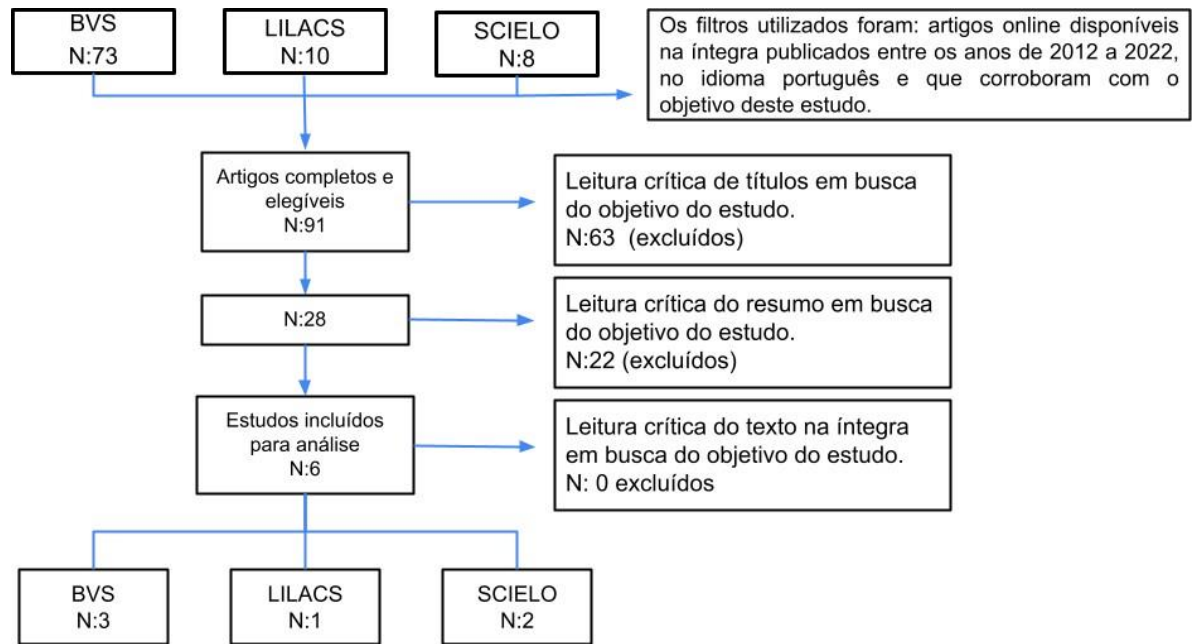 BVS
N:73
LILACS
N:10
SCIELO
N:8
Os filtros utilizados foram: artigos online disponíveis
na íntegra publicados entre os anos de 2012 a 2022,
no idioma português e que corroboram com o
objetivo deste estudo.
Artigos completos e
elegíveis
N:91
Leitura crítica de títulos em busca
do objetivo do estudo.
N:63 (excluídos)
N:28
Leitura crítica do resumo em busca
do objetivo do estudo.
N:22 (excluídos)
Estudos incluídos
para análise
N:6
Leitura crítica do texto na íntegra
em busca do objetivo do estudo.
N: 0 excluídos
BVS
N:3
LILACS
N:1
SCIELO
N:2